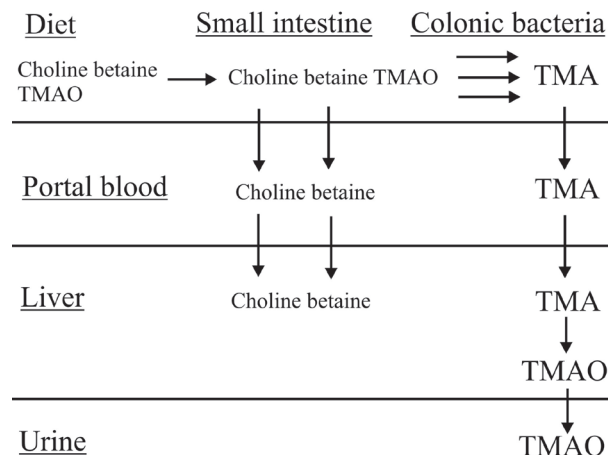 Diet Small intestine Colonic bacteria
Choline betaine
TMAO
Choline betaine TMAO
TMA
Portal blood
Choline betaine
TMA
Liver
Choline betaine
TMA
TMAO
Urine
TMAO